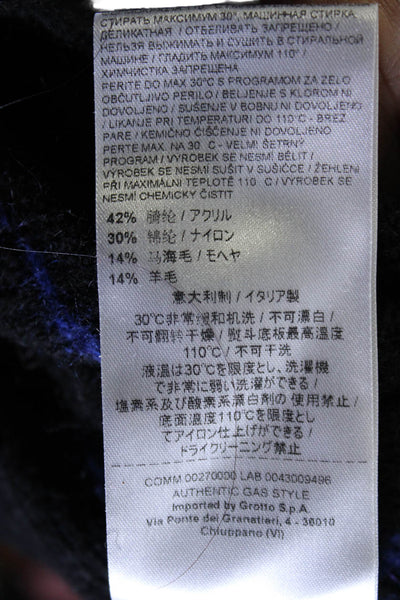 СТИРАТЬ МАКСИМУМ 30°, МАШИННАЯ СТИРКА
ДЕЛИКАТНАЯ / ОТБЕЛИВАТЬ ЗАПРЕЩЕНО /
НЕЛЬЗЯ ВЫЖИМАТЬ И СУШИТЬ В СТИРАЛЬНОЙ
МАШИНЕ / ГЛАДИТЬ МАКСИМУМ 110° /
ХИМЧИСТКА ЗАПРЕЩЕНА
PERITE DO MAX 30°C S PROGRAMOM ZA ZELO
OBČUTLJIVO PERILO / BELJENJE S KLOROM NI
DOVOLJENO / SUŠENJE V BOBNU NI DOVOLJENO
/ LIKANJE PRI TEMPERATURI DO 110°C - BREZ
PARE / KEMIČNO ČIŠČENJE NI DOVOLJENO
PERTE MAX. NA 30 °C - VELMI ŠETRNÝ
PROGRAM / VÝROBEK SE NESMÍ BĚLIT /
VÝROBEK SE NESMÍ SUŠIT V SUŠIČCE / ŽEHLENÍ
PŘI MAXIMÁLNÍ TEPLOTĚ 110 °C / VÝROBEK SE
NESMÍ CHEMICKY ČISTIT
42% 腈纶 / アクリル
30% 锦纶 / ナイロン
14% 马海毛 / モヘヤ
14% 羊毛
意大利制 / イタリア製
30℃非常缓和机洗 / 不可漂白 /
不可翻转干燥 / 熨斗底板最高温度
110℃ / 不可干洗
液温は30℃を限度とし、洗濯機
で非常に弱い洗濯ができる /
塩素系及び酸素系漂白剤の 使用禁止 /
底面温度110℃を限度とし
てアイロン仕上げができる /
ドライクリーニング禁止
COMM 00270000 LAB 0043009496
AUTHENTIC GAS STYLE
Imported by Grotto S.p.A.
Via Ponte dei Granatieri, 4 - 36010
Chiuppano (VI)